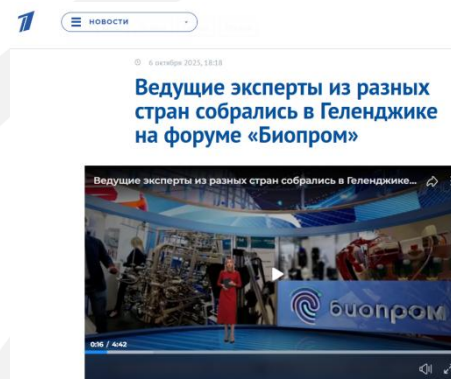 НОВОСТИ
6 октября 2025, 18:18
Ведущие эксперты из разных
стран собрались в Геленджике
на форуме «Биопром»
Ведущие эксперты из разных стран собрались в Геленджике...
биопром
0:16 / 4:42